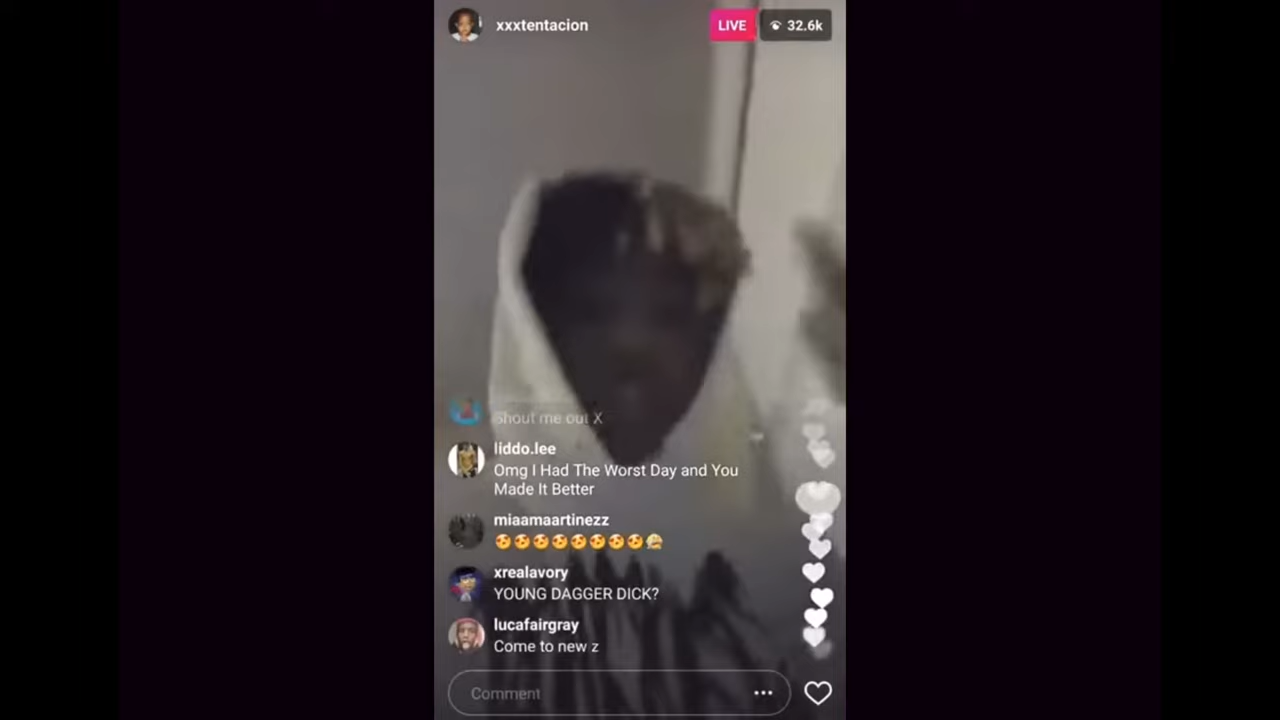 xxxtentacion
LIVE
32.6k
Shout me out X
liddo.lee
Omg I Had The Worst Day and You
Made It Better
miaamaartinezz
😍😍😍😍😍😍😍😍😭
xrealavory
YOUNG DAGGER DICK?
lucafairgray
Come to new z
Comment